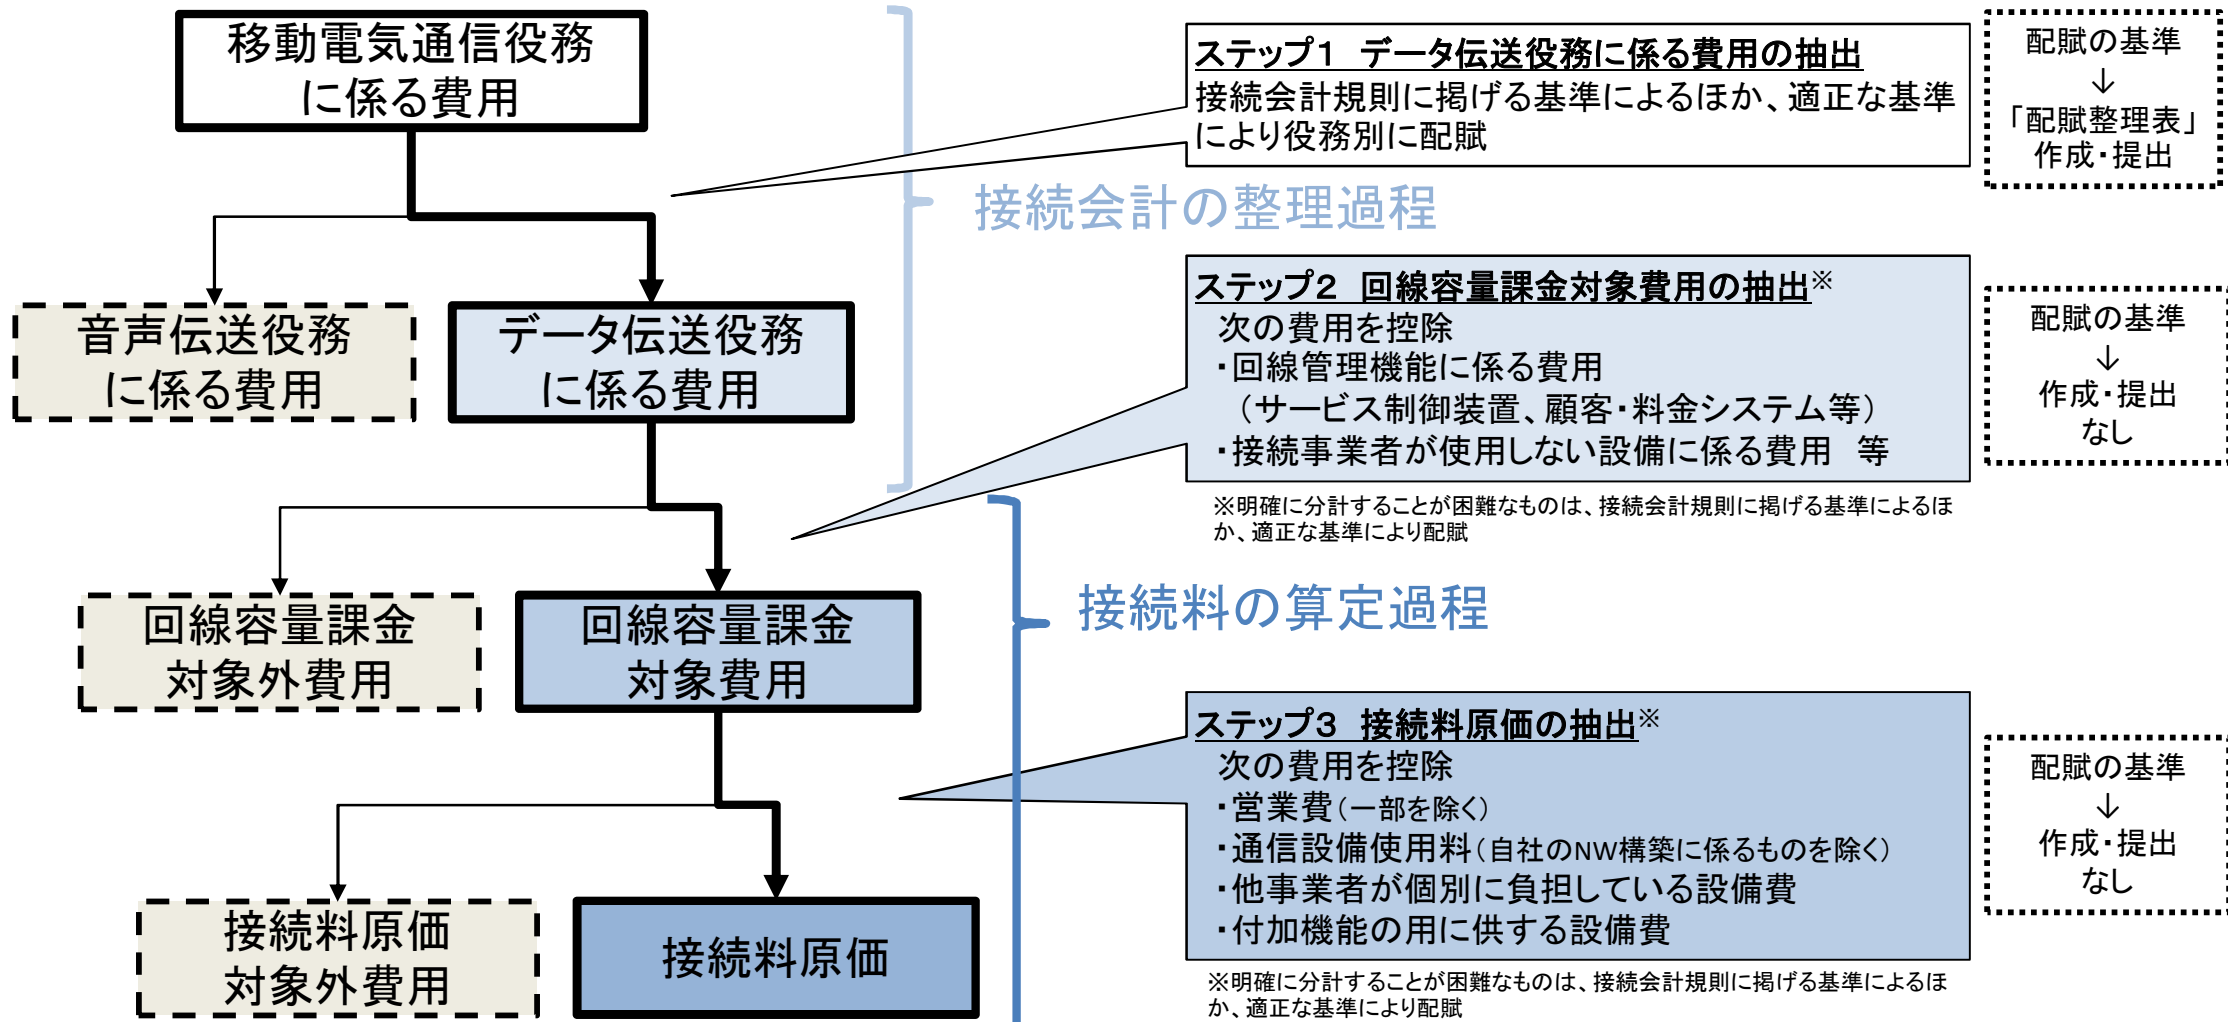 移動電気通信役務
に係る費用
ステップ1　データ伝送役務に係る費用の抽出
接続会計規則に掲げる基準によるほか、適正な基準
により役務別に配賦
配賦の基準
↓
「配賦整理表」
作成・提出
接続会計の整理過程
音声伝送役務
に係る費用
データ伝送役務
に係る費用
ステップ2　回線容量課金対象費用の抽出※
次の費用を控除
・回線管理機能に係る費用
（サービス制御装置、顧客・料金システム等）
・接続事業者が使用しない設備に係る費用　等
※明確に分計することが困難なものは、接続会計規則に掲げる基準によるほ
か、適正な基準により配賦
配賦の基準
↓
作成・提出
なし
接続料の算定過程
回線容量課金
対象外費用
回線容量課金
対象費用
ステップ3　接続料原価の抽出※
次の費用を控除
・営業費（一部を除く）
・通信設備使用料（自社のNW構築に係るものを除く）
・他事業者が個別に負担している設備費
・付加機能の用に供する設備費
※明確に分計することが困難なものは、接続会計規則に掲げる基準によるほ
か、適正な基準により配賦
配賦の基準
↓
作成・提出
なし
接続料原価
対象外費用
接続料原価